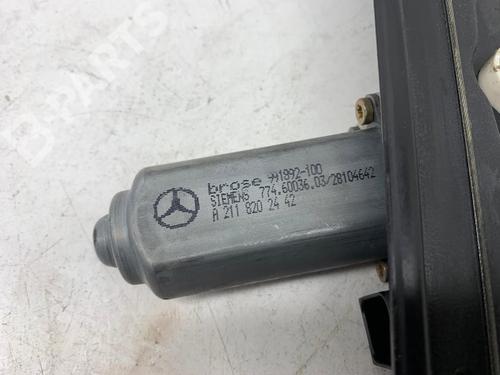 B-PARTS
brose 991892-100
SIEMENS 774.60036.03/28104642
A 211 820 24 42